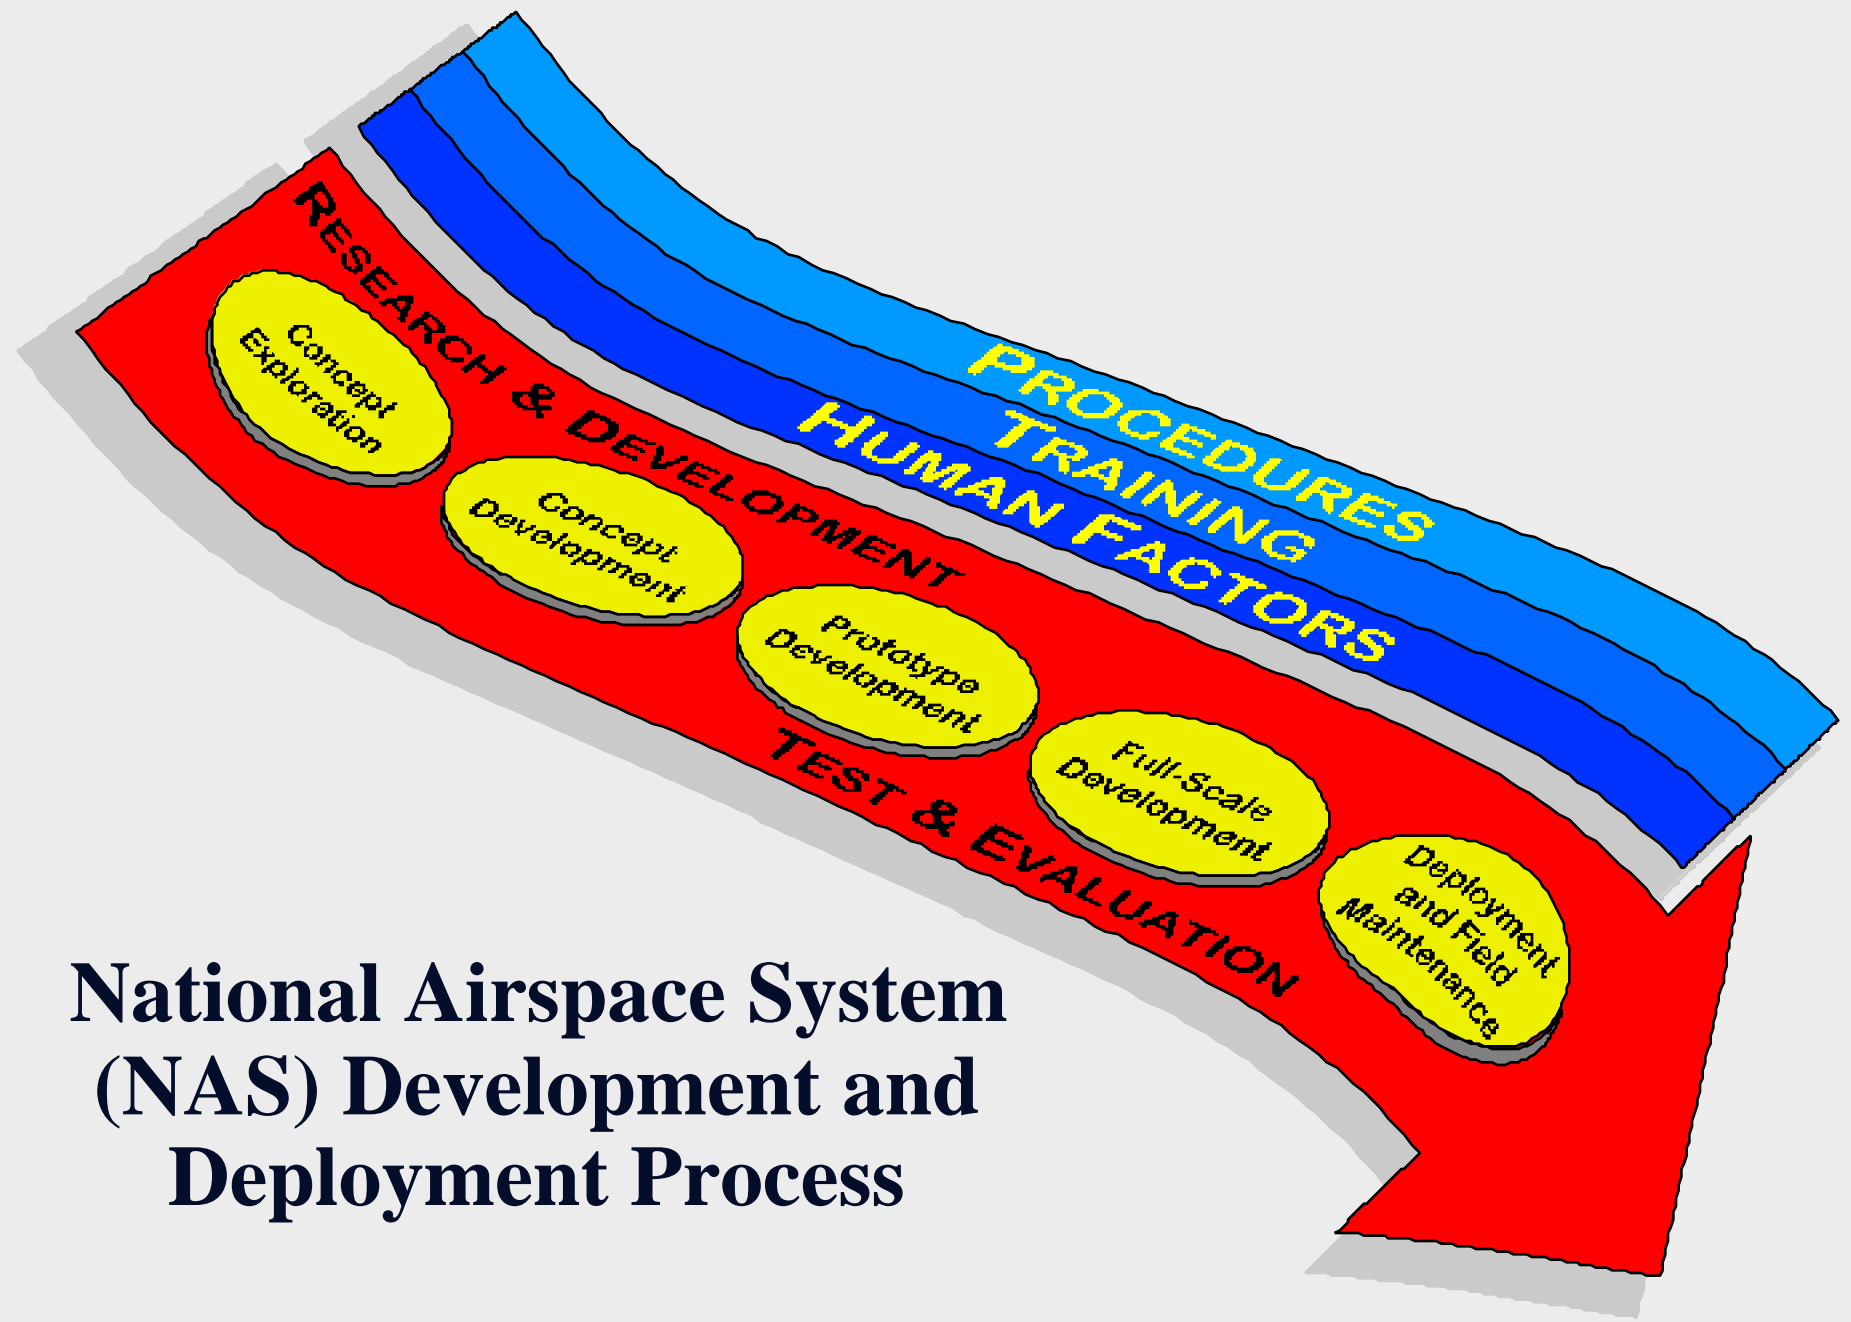 PROCEDURES
TRAINING
HUMAN FACTORS
RESEARCH & DEVELOPMENT
Concept
Exploration
Concept
Development
Prototype
Development
Full-Scale
Development
Deployment
and Field
Maintenance
TEST & EVALUATION
National Airspace System
(NAS) Development and
Deployment Process